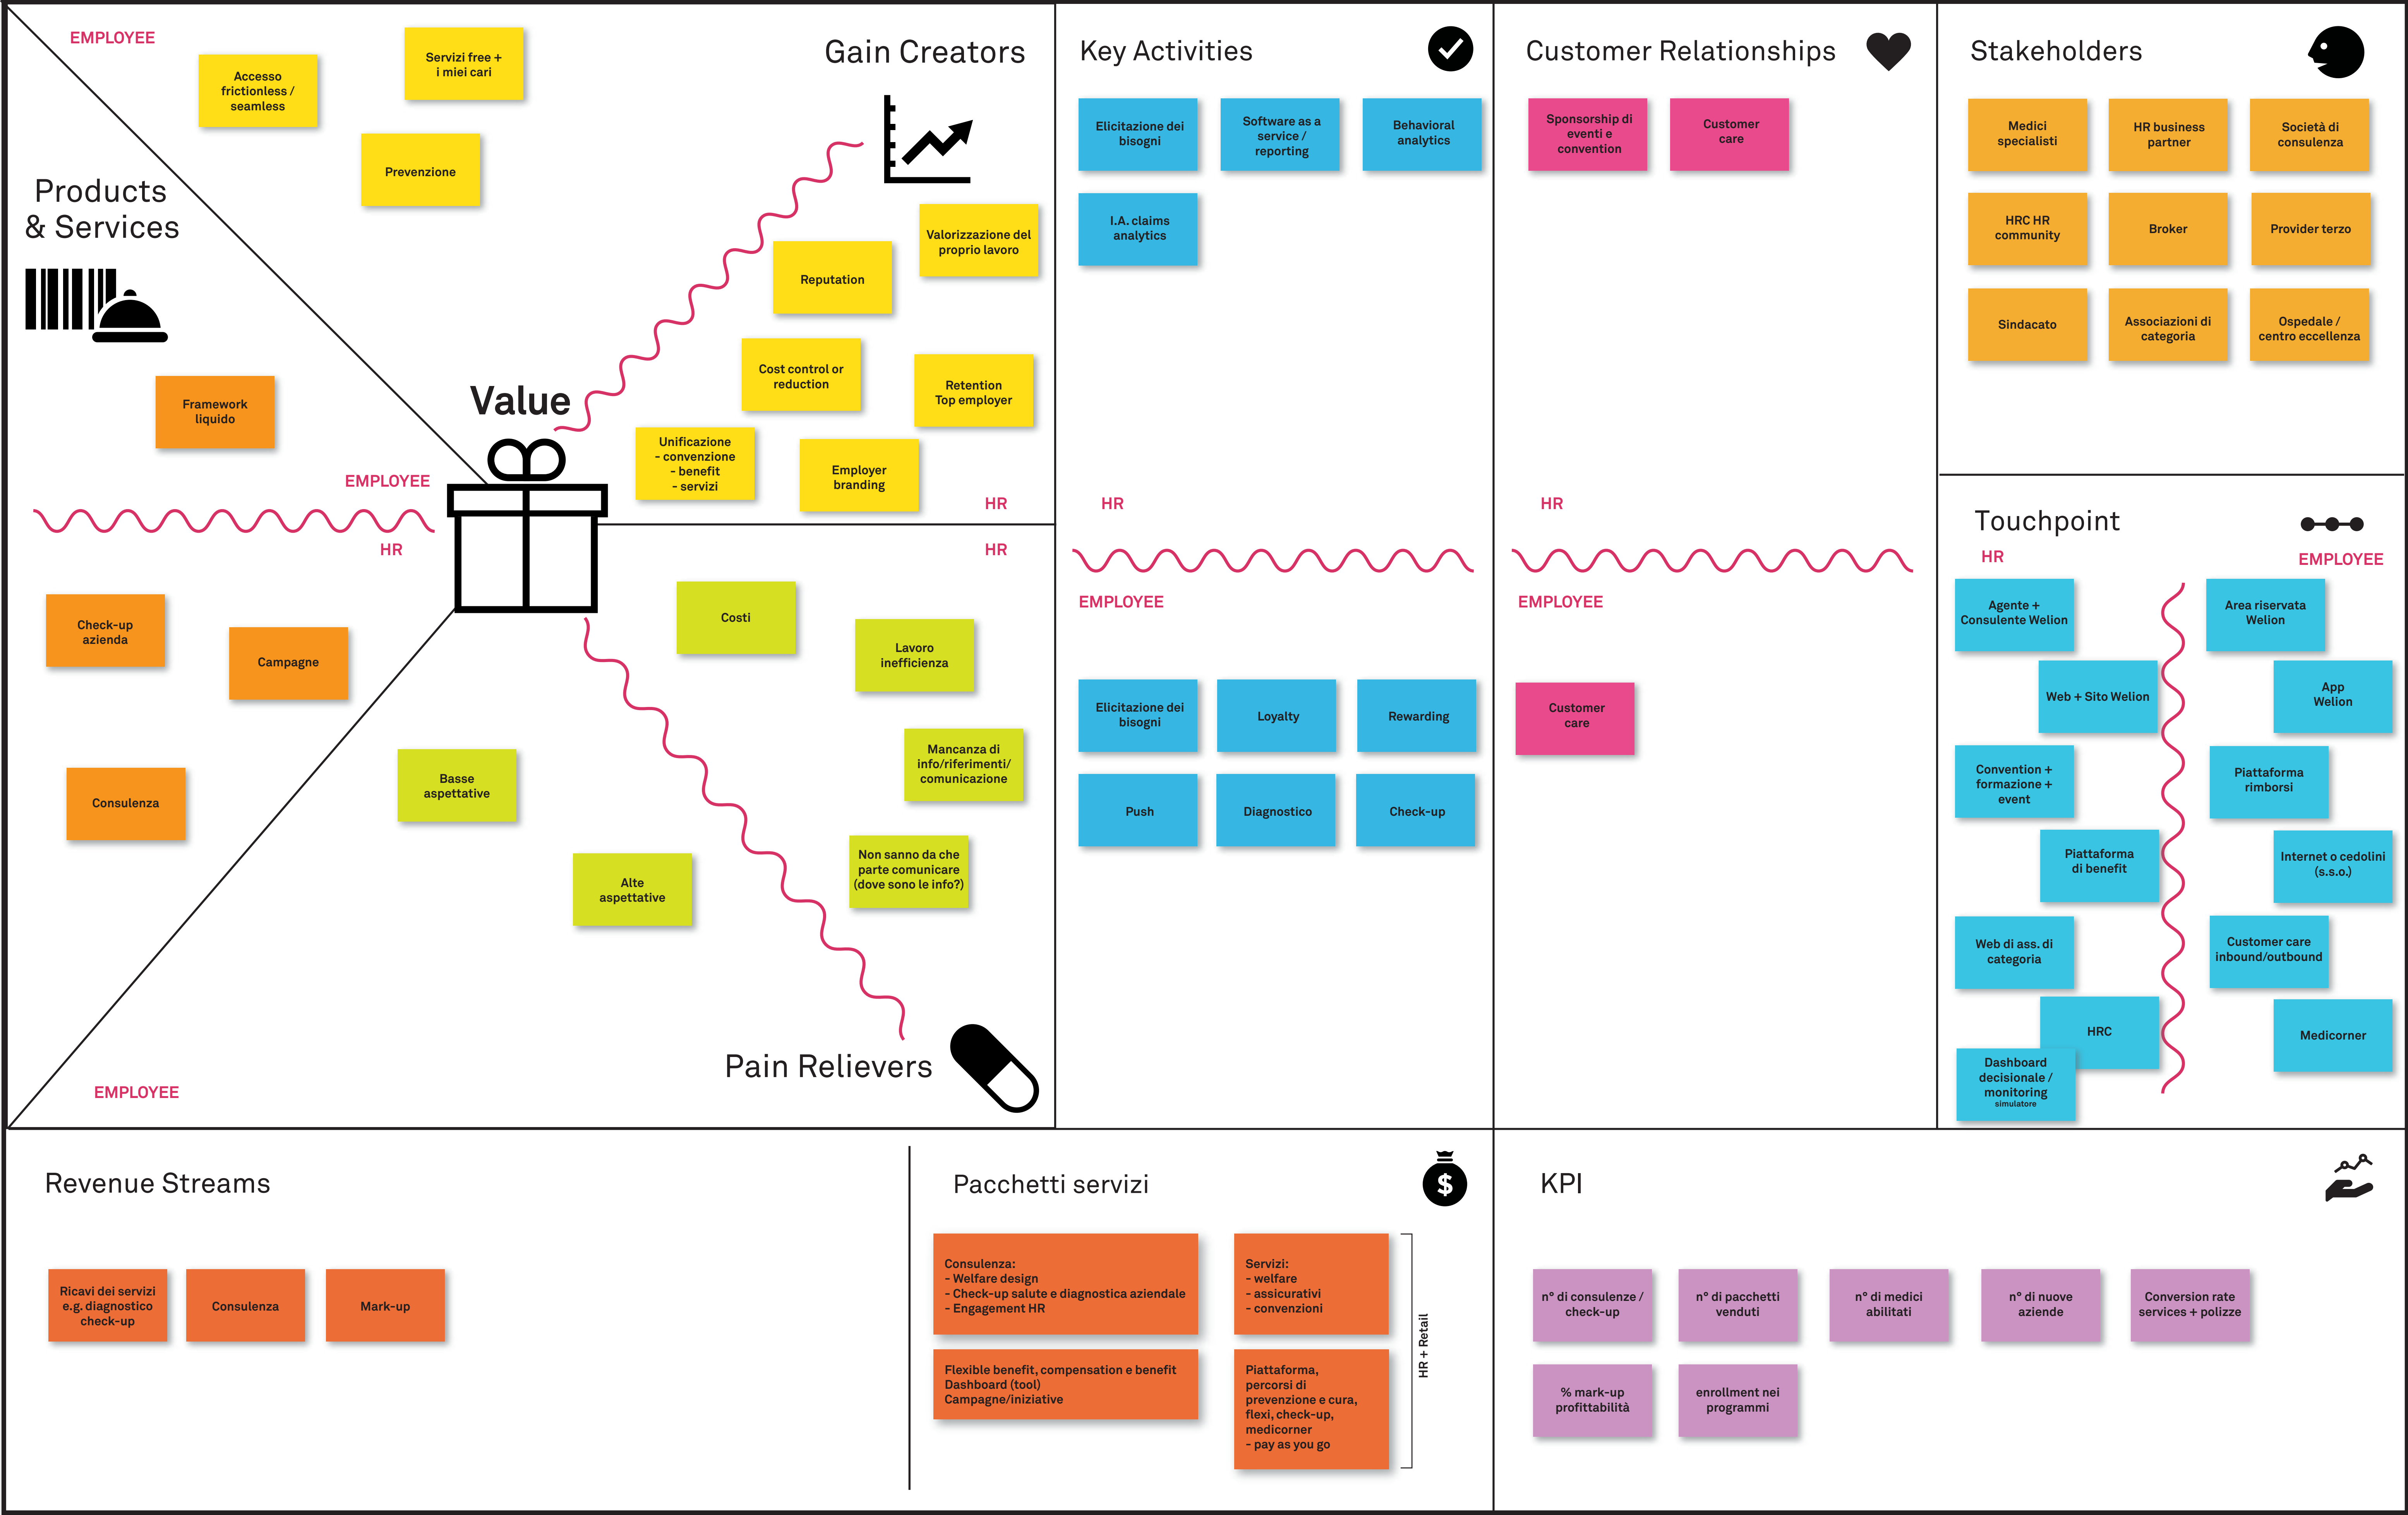 EMPLOYEE
Accesso
frictionless /
seamless
Servizi free +
i miei cari
Prevenzione
Gain Creators
Products
& Services
Valorizzazione del
proprio lavoro
Reputation
Cost control or
reduction
Retention
Top employer
Unificazione
- convenzione
- benefit
- servizi
Employer
branding
HR
Framework
liquido
Value
EMPLOYEE
HR
Check-up
azienda
Campagne
Consulenza
HR
Costi
Lavoro
inefficienza
Mancanza di
info/riferimenti/
comunicazione
Non sanno da che
parte comunicare
(dove sono le info?)
Basse
aspettative
Alte
aspettative
Pain Relievers
EMPLOYEE
Key Activities
Elicitazione dei
bisogni
Software as a
service /
reporting
Behavioral
analytics
I.A. claims
analytics
HR
EMPLOYEE
Elicitazione dei
bisogni
Loyalty
Rewarding
Push
Diagnostico
Check-up
Customer Relationships
Sponsorship di
eventi e
convention
Customer
care
HR
EMPLOYEE
Customer
care
Stakeholders
Medici
specialisti
HR business
partner
Società di
consulenza
HRC HR
community
Broker
Provider terzo
Sindacato
Associazioni di
categoria
Ospedale /
centro eccellenza
Touchpoint
HR
EMPLOYEE
Agente +
Consulente Welion
Web + Sito Welion
Convention +
formazione +
event
Piattaforma
di benefit
Web di ass. di
categoria
HRC
Dashboard
decisionale /
monitoring
simulatore
Area riservata
Welion
App
Welion
Piattaforma
rimborsi
Internet o cedolini
(s.s.o.)
Customer care
inbound/outbound
Medicorner
Revenue Streams
Ricavi dei servizi
e.g. diagnostico
check-up
Consulenza
Mark-up
Pacchetti servizi
$
Consulenza:
- Welfare design
- Check-up salute e diagnostica aziendale
- Engagement HR
Servizi:
- welfare
- assicurativi
- convenzioni
Flexible benefit, compensation e benefit
Dashboard (tool)
Campagne/iniziative
Piattaforma,
percorsi di
prevenzione e cura,
flexi, check-up,
medicorner
- pay as you go
HR + Retail
KPI
n° di consulenze /
check-up
n° di pacchetti
venduti
n° di medici
abilitati
n° di nuove
aziende
Conversion rate
services + polizze
% mark-up
profittabilità
enrollment nei
programmi